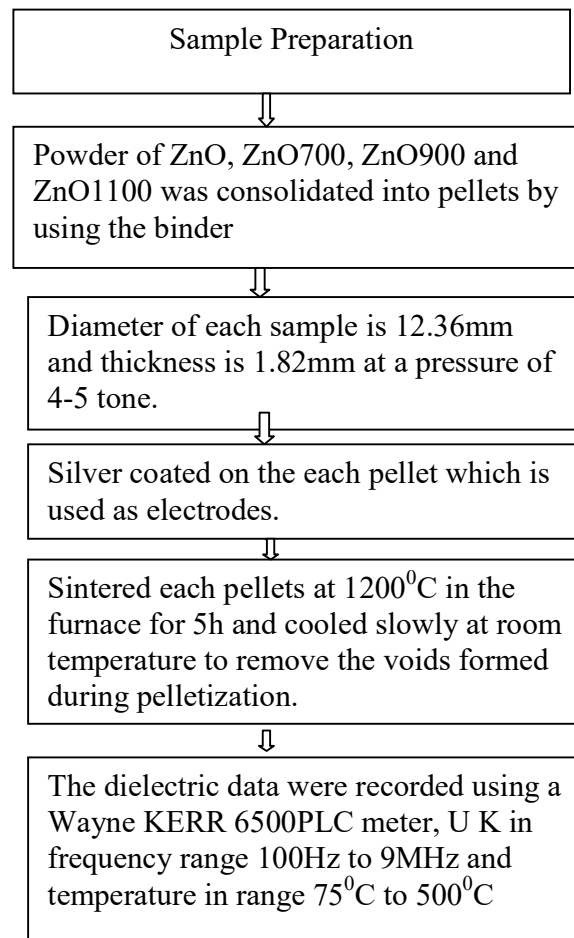 Sample Preparation
Powder of ZnO, ZnO700, ZnO900 and
ZnO1100 was consolidated into pellets by
using the binder
Diameter of each sample is 12.36mm
and thickness is 1.82mm at a pressure of
4-5 tone.
Silver coated on the each pellet which is
used as electrodes.
Sintered each pellets at 1200⁰C in the
furnace for 5h and cooled slowly at room
temperature to remove the voids formed
during pelletization.
The dielectric data were recorded using a
Wayne KERR 6500PLC meter, U K in
frequency range 100Hz to 9MHz and
temperature in range 75⁰C to 500⁰C